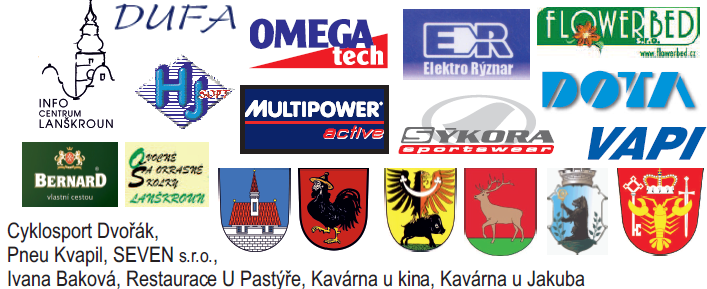 DUFA
INFO
CENTRUM
LANŠKROUN
OMEGA
tech
ER
Elektro Rýznar
FLOWERBED
s.r.o.
www.flowerbed.cz
HS
MULTIPOWER®
active
SÝKORA
sportswear
DOTA
VAPI
BERNARD
vlastní cestou
OVOCNÉ
A OKRASNÉ
ŠKOLKY
LANŠKROUN
Cyklosport Dvořák,
Pneu Kvapil, SEVEN s.r.o.,
Ivana Baková, Restaurace U Pastýře, Kavárna u kina, Kavárna u Jakuba